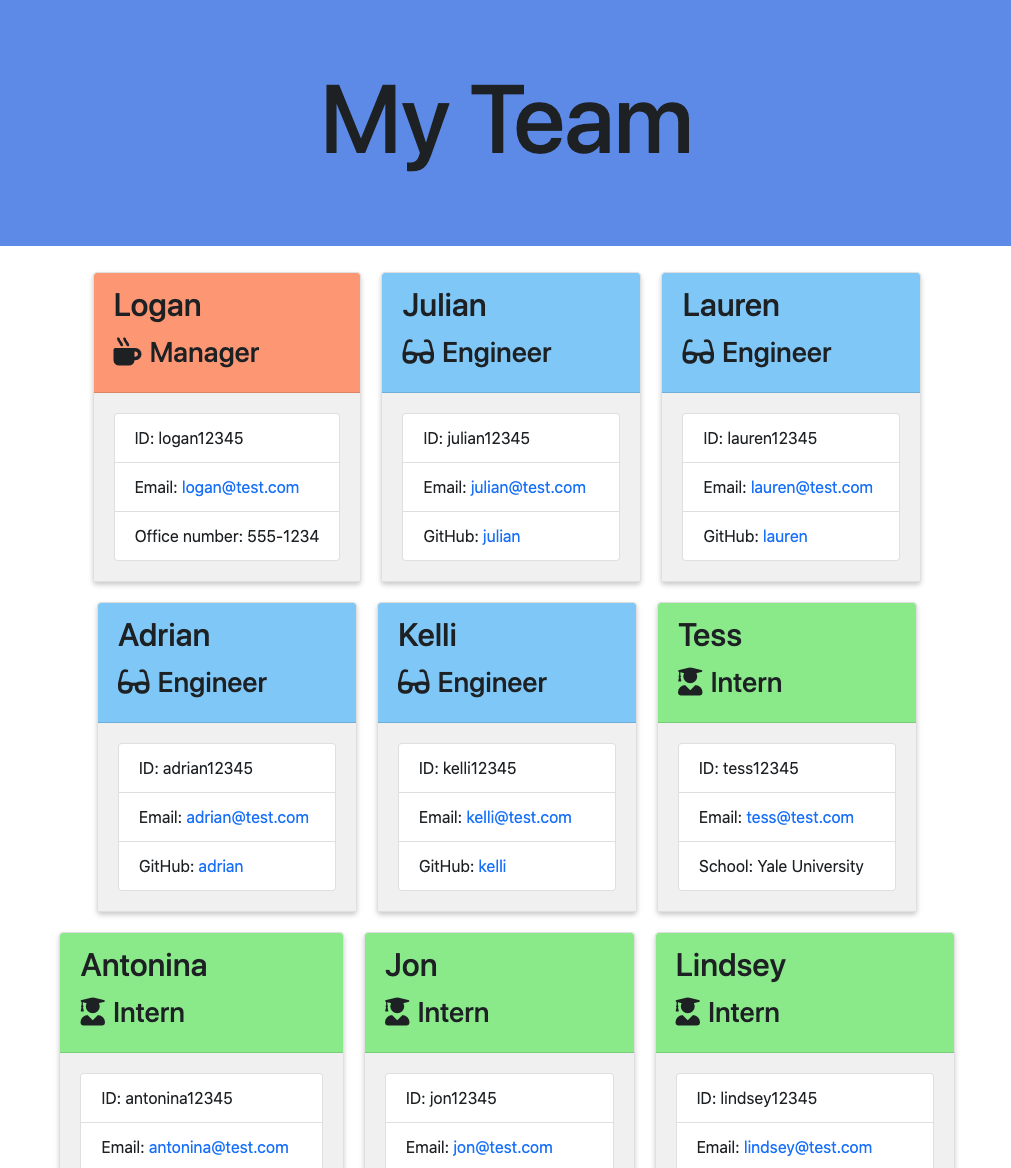 My Team
Logan
Manager
ID: logan12345
Email: logan@test.com
Office number: 555-1234
Julian
Engineer
ID: julian12345
Email: julian@test.com
GitHub: julian
Lauren
Engineer
ID: lauren12345
Email: lauren@test.com
GitHub: lauren
Adrian
Engineer
ID: adrian12345
Email: adrian@test.com
GitHub: adrian
Kelli
Engineer
ID: kelli12345
Email: kelli@test.com
GitHub: kelli
Tess
Intern
ID: tess12345
Email: tess@test.com
School: Yale University
Antonina
Intern
ID: antonina12345
Email: antonina@test.com
Jon
Intern
ID: jon12345
Email: jon@test.com
Lindsey
Intern
ID: lindsey12345
Email: lindsey@test.com